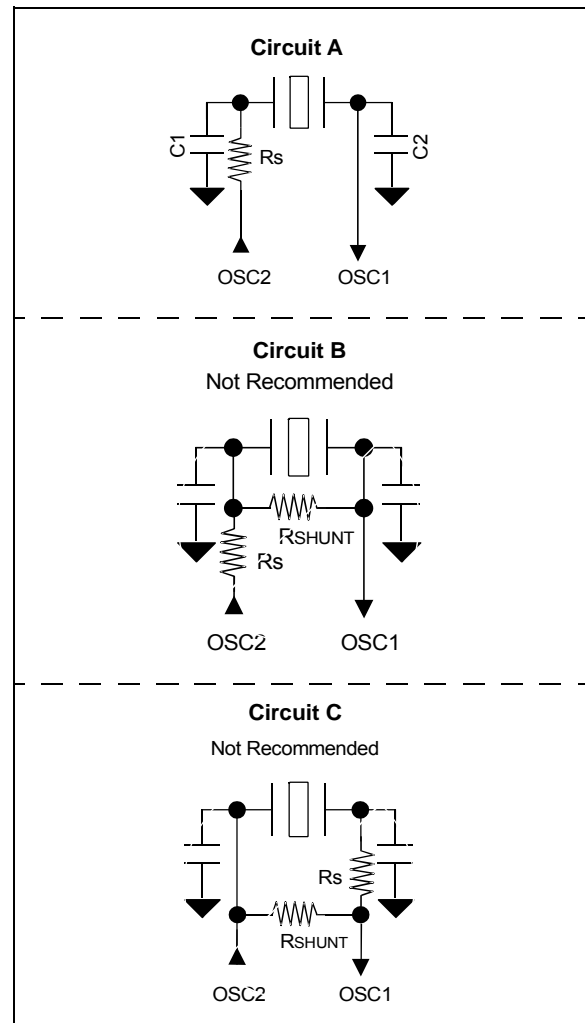 Circuit A
C1
Rs
C2
OSC2 OSC1
Circuit B
Not Recommended
RSHUNT
Rs
OSC2 OSC1
Circuit C
Not Recommended
Rs
RSHUNT
OSC2 OSC1